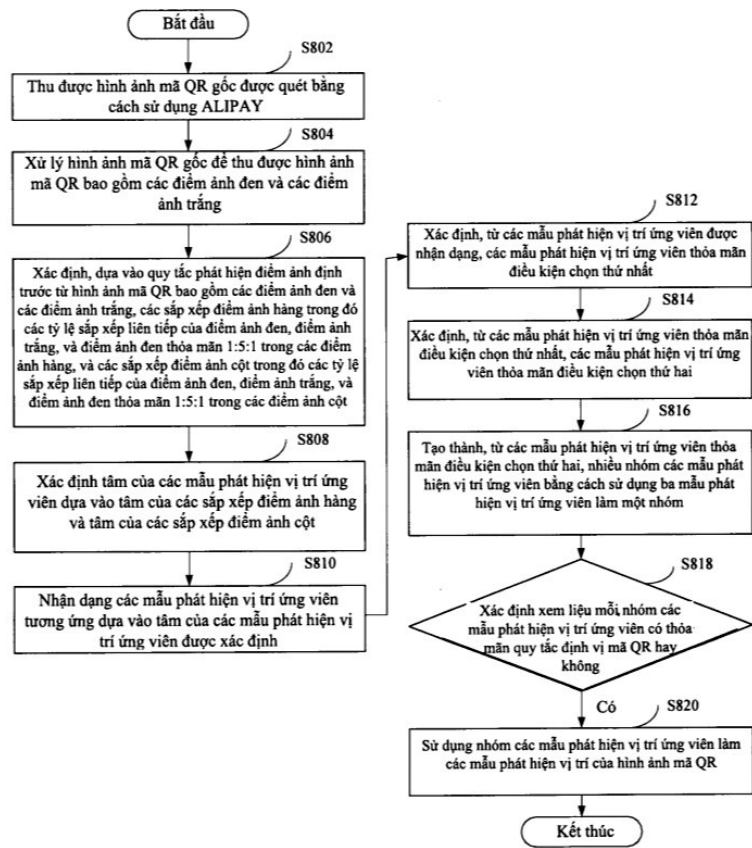 Bắt đầu
S802
Thu được hình ảnh mã QR gốc được quét bằng
cách sử dụng ALIPAY
S804
Xử lý hình ảnh mã QR gốc để thu được hình ảnh
mã QR bao gồm các điểm ảnh đen và các điểm
ảnh trắng
S806
Xác định, dựa vào quy tắc phát hiện điểm ảnh định
trước từ hình ảnh mã QR bao gồm các điểm ảnh đen và
các điểm ảnh trắng, các sắp xếp điểm ảnh hàng trong đó
các tỷ lệ sắp xếp liên tiếp của điểm ảnh đen, điểm ảnh
trắng, và điểm ảnh đen thỏa mãn 1:5:1 trong các điểm
ảnh hàng, và các sắp xếp điểm ảnh cột trong đó các tỷ lệ
sắp xếp liên tiếp của điểm ảnh đen, điểm ảnh trắng, và
điểm ảnh đen thỏa mãn 1:5:1 trong các điểm ảnh cột
S808
Xác định tâm của các mẫu phát hiện vị trí ứng
viên dựa vào tâm của các sắp xếp điểm ảnh hàng
và tâm của các sắp xếp điểm ảnh cột
S810
Nhận dạng các mẫu phát hiện vị trí ứng viên
tương ứng dựa vào tâm của các mẫu phát hiện vị
trí ứng viên được xác định
S812
Xác định, từ các mẫu phát hiện vị trí ứng viên được
nhận dạng, các mẫu phát hiện vị trí ứng viên thỏa mãn
điều kiện chọn thứ nhất
S814
Xác định, từ các mẫu phát hiện vị trí ứng viên thỏa mãn
điều kiện chọn thứ nhất, các mẫu phát hiện vị trí ứng
viên thỏa mãn điều kiện chọn thứ hai
S816
Tạo thành, từ các mẫu phát hiện vị trí ứng viên thỏa
mãn điều kiện chọn thứ hai, nhiều nhóm các mẫu phát
hiện vị trí ứng viên bằng cách sử dụng ba mẫu phát
hiện vị trí ứng viên làm một nhóm
S818
Xác định xem liệu mỗi nhóm các
mẫu phát hiện vị trí ứng viên có thỏa
mãn quy tắc định vị mã QR hay
không
Có
S820
Sử dụng nhóm các mẫu phát hiện vị trí ứng viên làm
các mẫu phát hiện vị trí của hình ảnh mã QR
Kết thúc